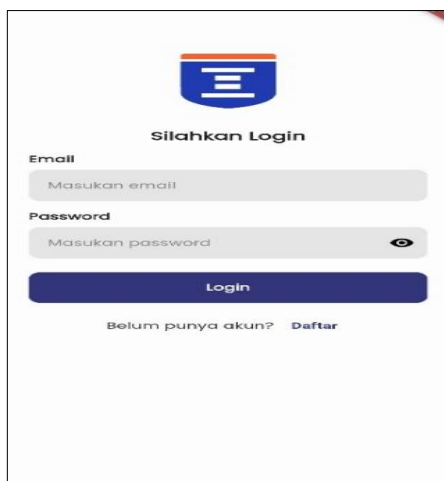 Silahkan Login
Email
Masukan email
Password
Masukan password
Login
Belum punya akun? Daftar